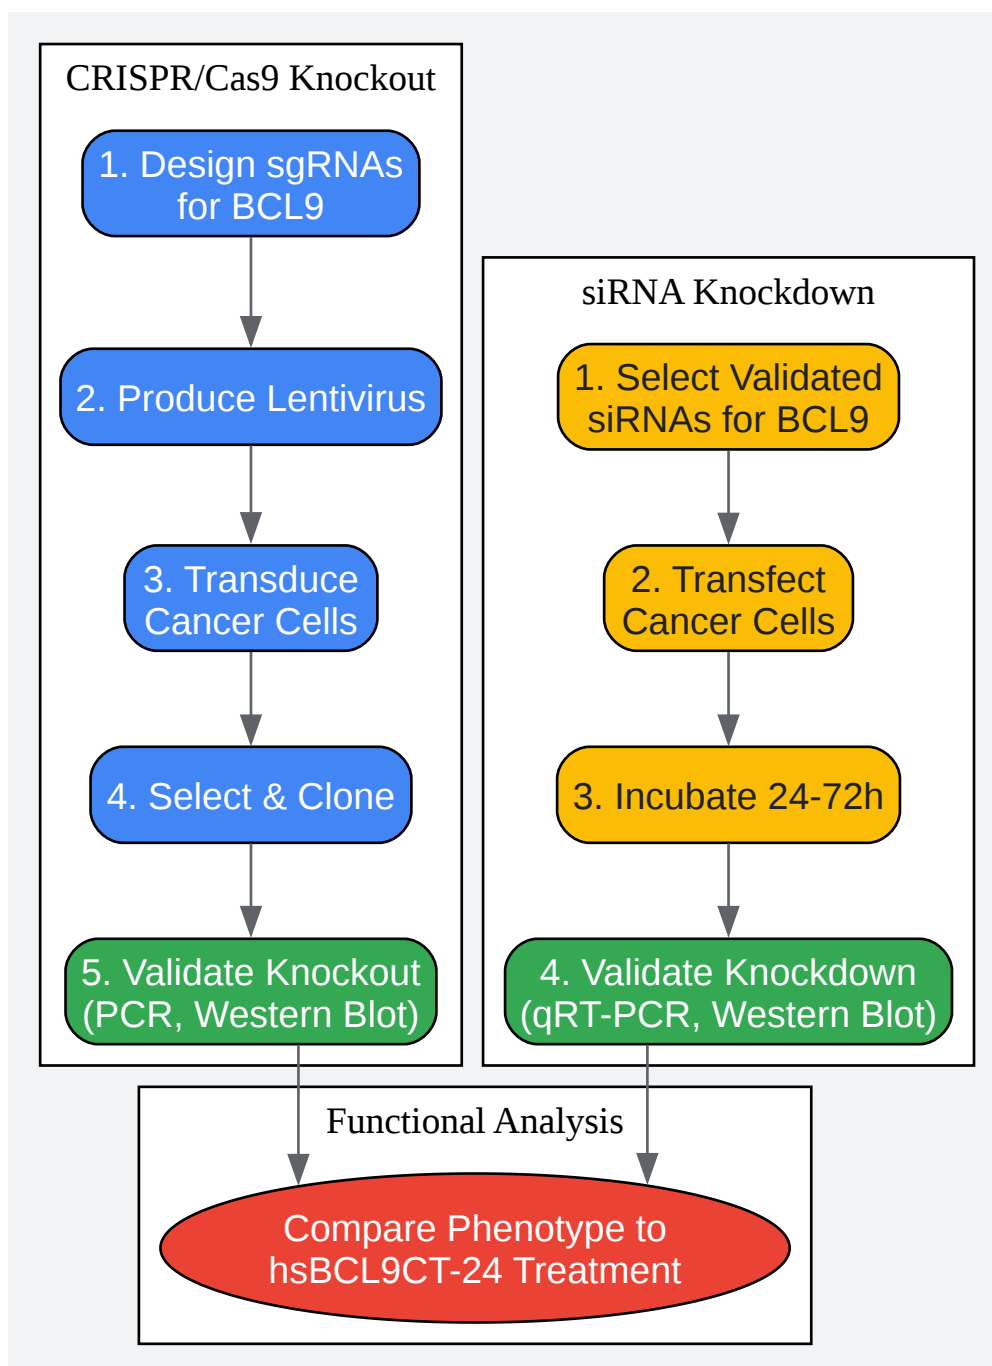 CRISPR/Cas9 Knockout
1. Design sgRNAs
for BCL9
2. Produce Lentivirus
3. Transduce
Cancer Cells
4. Select & Clone
5. Validate Knockout
(PCR, Western Blot)
siRNA Knockdown
1. Select Validated
siRNAs for BCL9
2. Transfect
Cancer Cells
3. Incubate 24-72h
4. Validate Knockdown
(qRT-PCR, Western Blot)
Functional Analysis
Compare Phenotype to
hsBCL9CT-24 Treatment